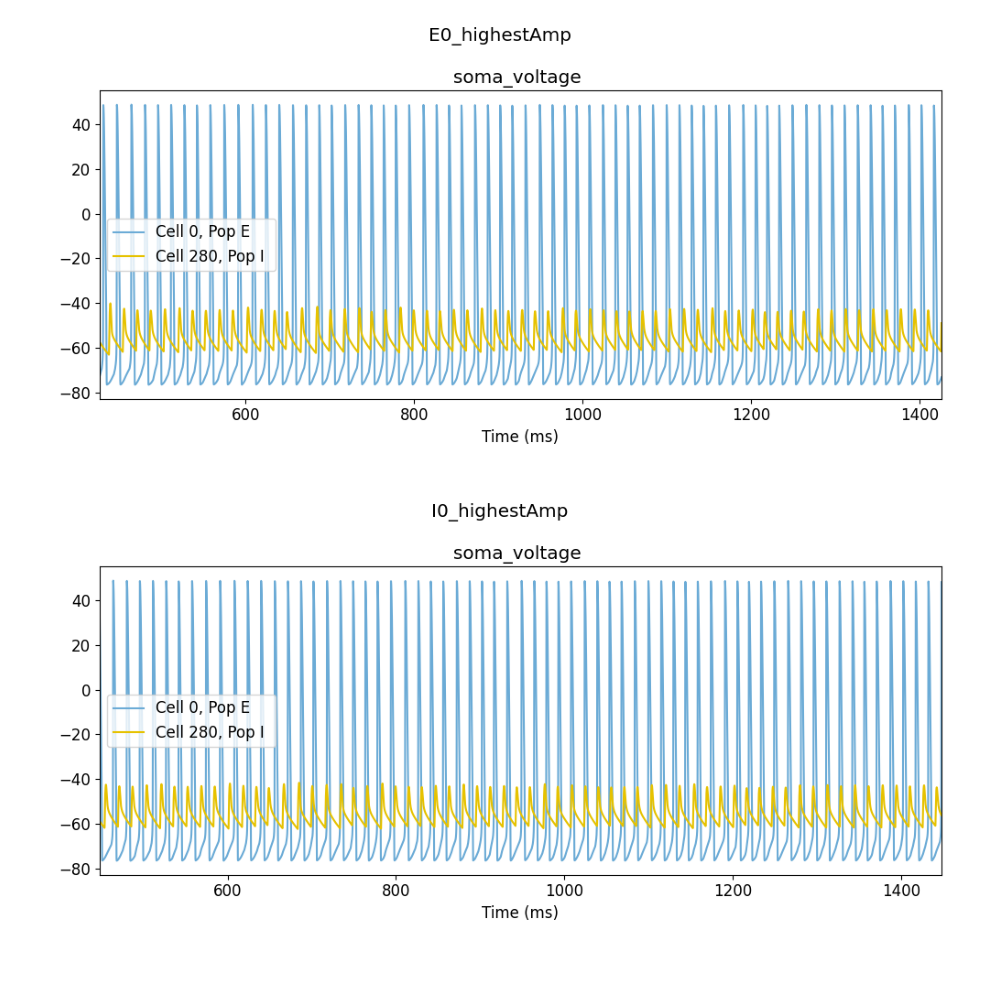 E0_highestAmp
soma_voltage
40
20
0
−20
−40
−60
−80
Cell 0, Pop E
Cell 280, Pop I
600 800 1000 1200 1400
Time (ms)
I0_highestAmp
soma_voltage
40
20
0
−20
−40
−60
−80
Cell 0, Pop E
Cell 280, Pop I
600 800 1000 1200 1400
Time (ms)